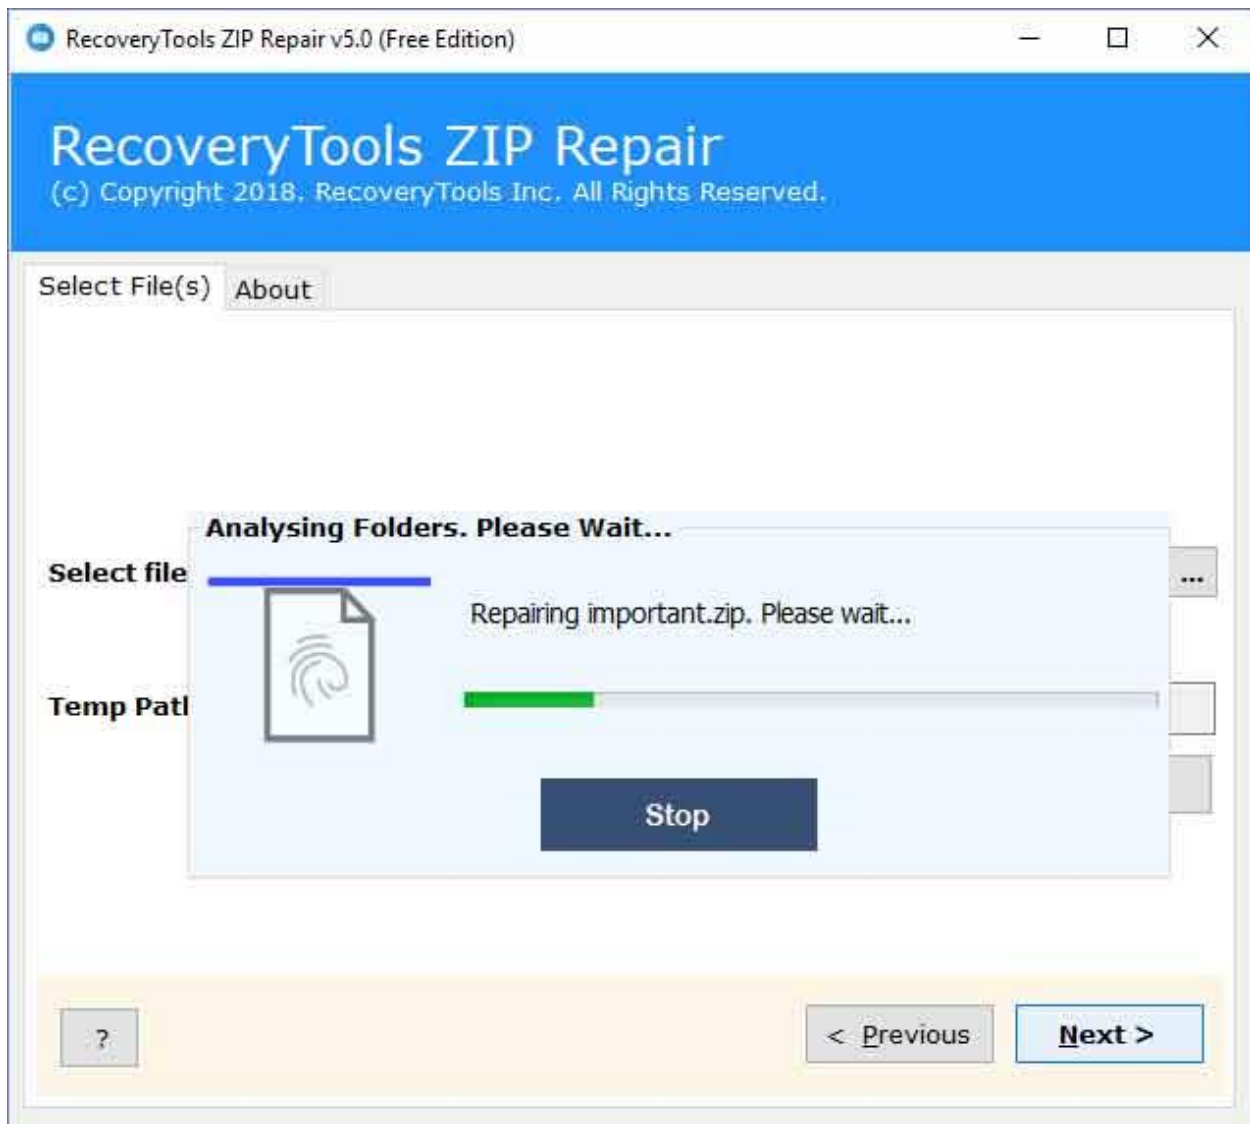 RecoveryTools ZIP Repair v5.0 (Free Edition)
RecoveryTools ZIP Repair
(c) Copyright 2018. RecoveryTools Inc. All Rights Reserved.
Select File(s) About
Analysing Folders. Please Wait...
Select file ...
Repairing important.zip. Please wait...
Temp
Stop
? < Previous Next >